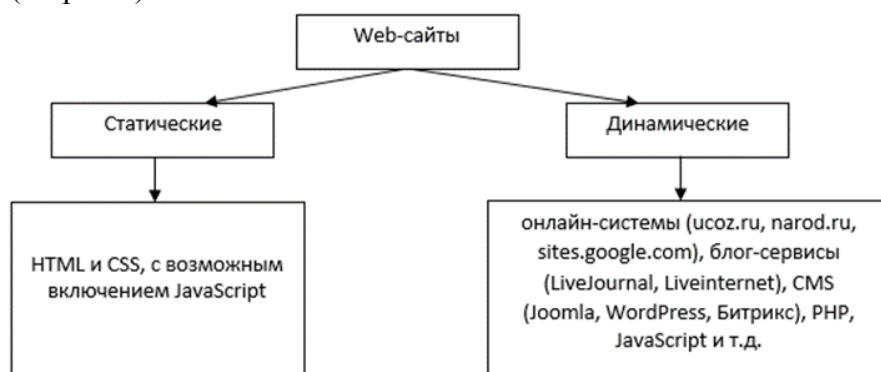 Web-сайты
Статические
Динамические
HTML и CSS, с возможным
включением JavaScript
онлайн-системы (ucoz.ru, narod.ru,
sites.google.com), блог-сервисы
(LiveJournal, Liveinternet), CMS
(Joomla, WordPress, Битрикс), PHP,
JavaScript и т.д.